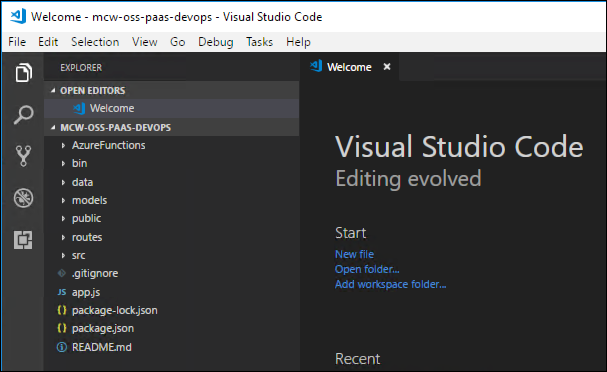 Welcome - mcw-oss-paas-devops - Visual Studio Code
File Edit Selection View Go Debug Tasks Help
EXPLORER
OPEN EDITORS
Welcome
MCW-OSS-PAAS-DEVOPS
AzureFunctions
bin
data
models
public
routes
src
.gitignore
JS app.js
{} package-lock.json
{} package.json
README.md
Welcome
Visual Studio Code
Editing evolved
Start
New file
Open folder...
Add workspace folder...
Recent